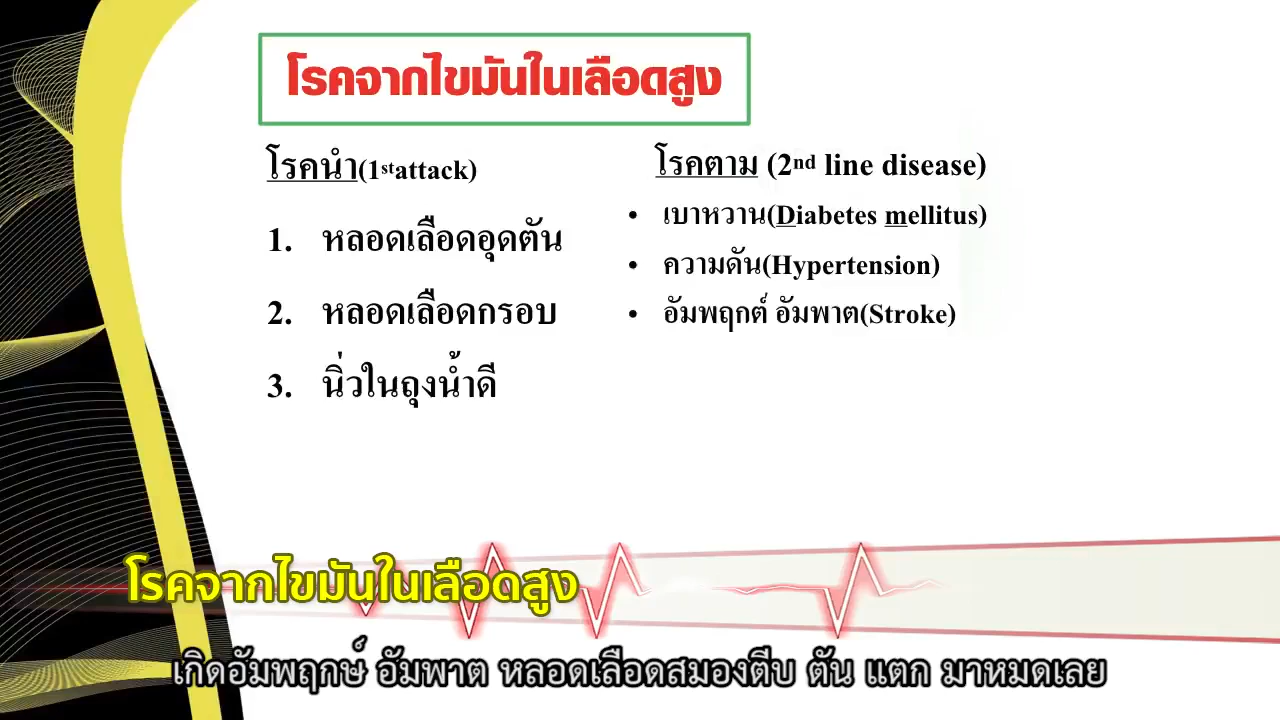 โรคจากไขมันในเลือดสูง
โรคนำ(1stattack)
1. หลอดเลือดอุดตัน
2. หลอดเลือดกรอบ
3. นิ่วในถุงน้ำดี
โรคตาม (2nd line disease)
• เบาหวาน(Diabetes mellitus)
• ความดัน(Hypertension)
• อัมพฤกต์ อัมพาต(Stroke)
โรคจากไขมันในเลือดสูง
เกิดอัมพฤกษ์ อัมพาต หลอดเลือดสมองตีบ ตัน แตก มาหมดเลย